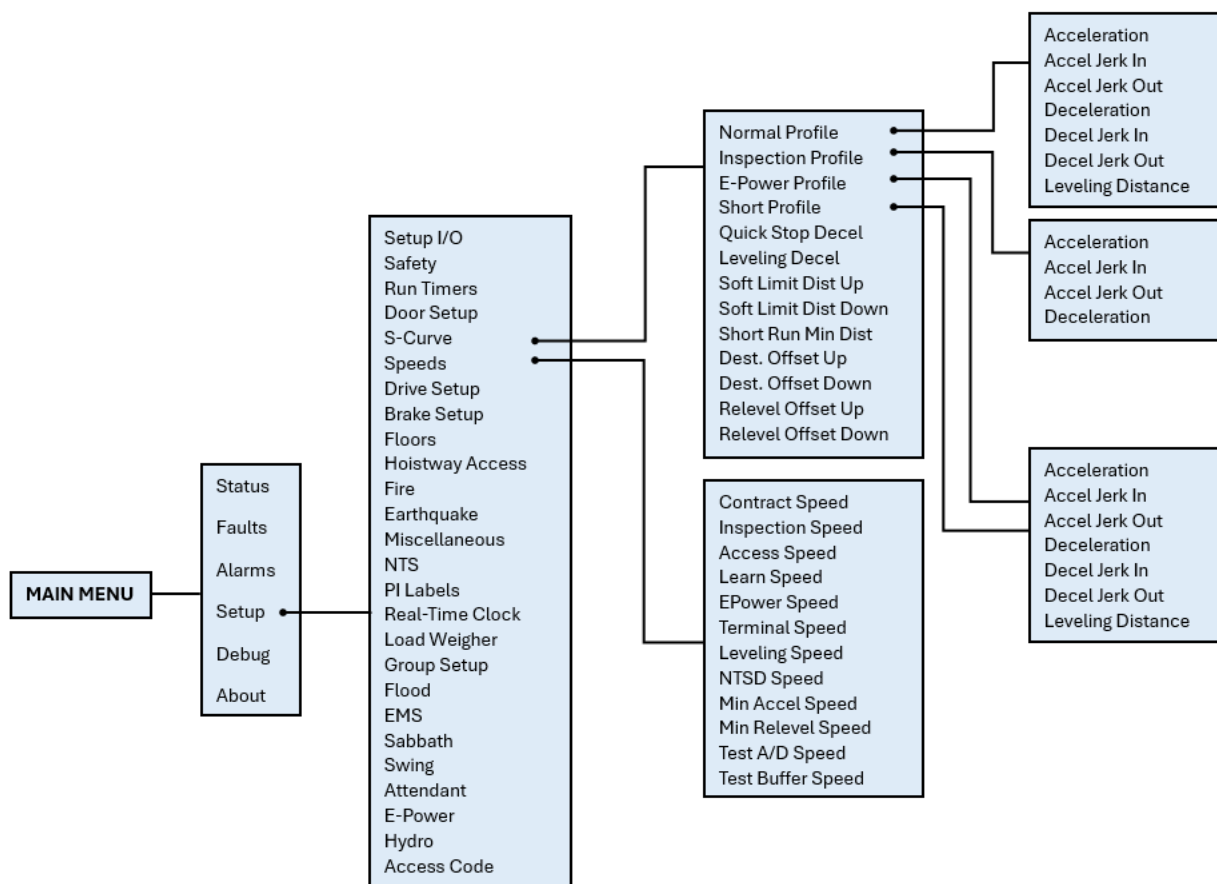 MAIN MENU
Status
Faults
Alarms
Setup
Debug
About
Setup I/O
Safety
Run Timers
Door Setup
S-Curve
Speeds
Drive Setup
Brake Setup
Floors
Hoistway Access
Fire
Earthquake
Miscellaneous
NTS
PI Labels
Real-Time Clock
Load Weigher
Group Setup
Flood
EMS
Sabbath
Swing
Attendant
E-Power
Hydro
Access Code
Normal Profile
Inspection Profile
E-Power Profile
Short Profile
Quick Stop Decel
Leveling Decel
Soft Limit Dist Up
Soft Limit Dist Down
Short Run Min Dist
Dest. Offset Up
Dest. Offset Down
Relevel Offset Up
Relevel Offset Down
Contract Speed
Inspection Speed
Access Speed
Learn Speed
EPower Speed
Terminal Speed
Leveling Speed
NTSD Speed
Min Accel Speed
Min Relevel Speed
Test A/D Speed
Test Buffer Speed
Acceleration
Accel Jerk In
Accel Jerk Out
Deceleration
Decel Jerk In
Decel Jerk Out
Leveling Distance
Acceleration
Accel Jerk In
Accel Jerk Out
Deceleration
Acceleration
Accel Jerk In
Accel Jerk Out
Deceleration
Decel Jerk In
Decel Jerk Out
Leveling Distance